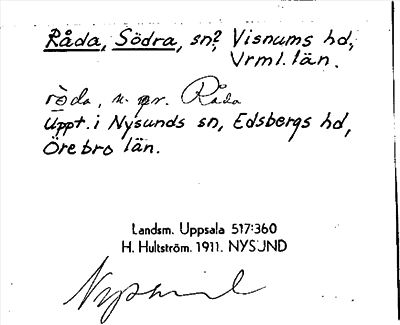 Råda, Södra, sn? Visnums hd,
Vrml. län.
ròda, n. pr. Råda
Uppt. i Nysunds sn, Edsbergs hd,
Örebro län.
Landsm. Uppsala 517:360
H. Hultström. 1911. NYSUND
Nysund